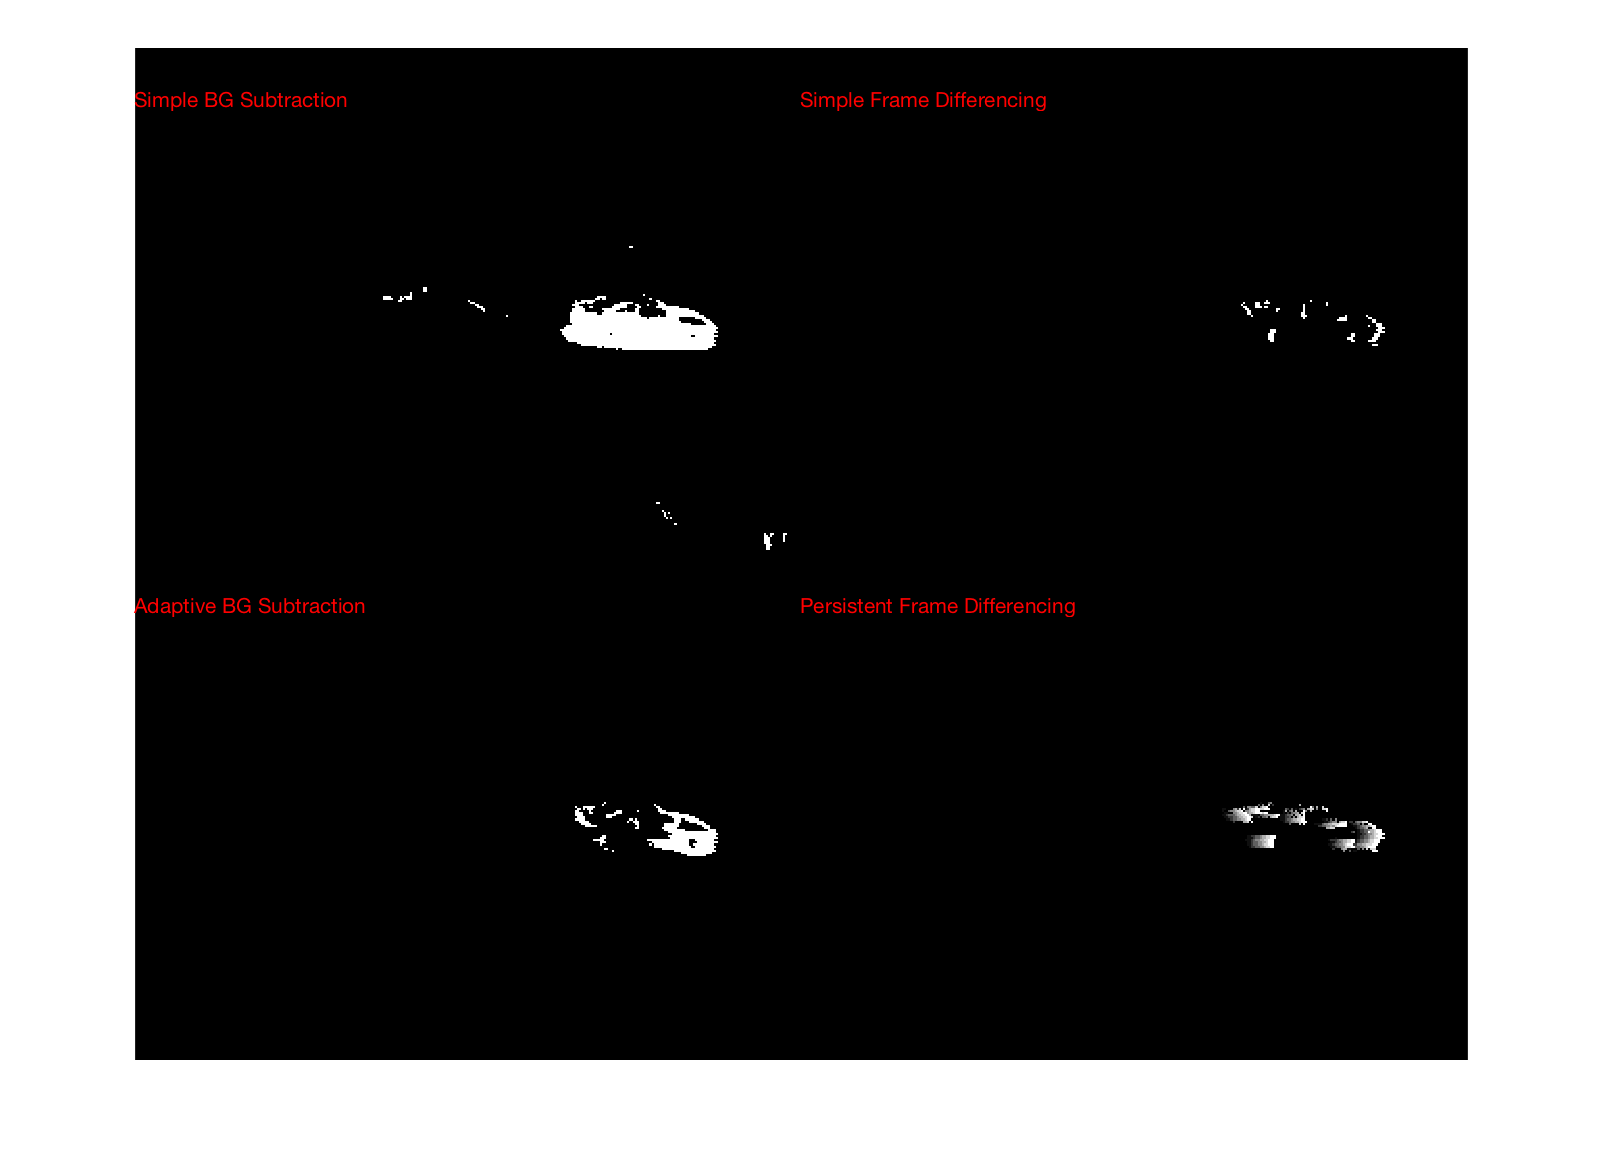 Simple BG Subtraction
Simple Frame Differencing
Adaptive BG Subtraction
Persistent Frame Differencing